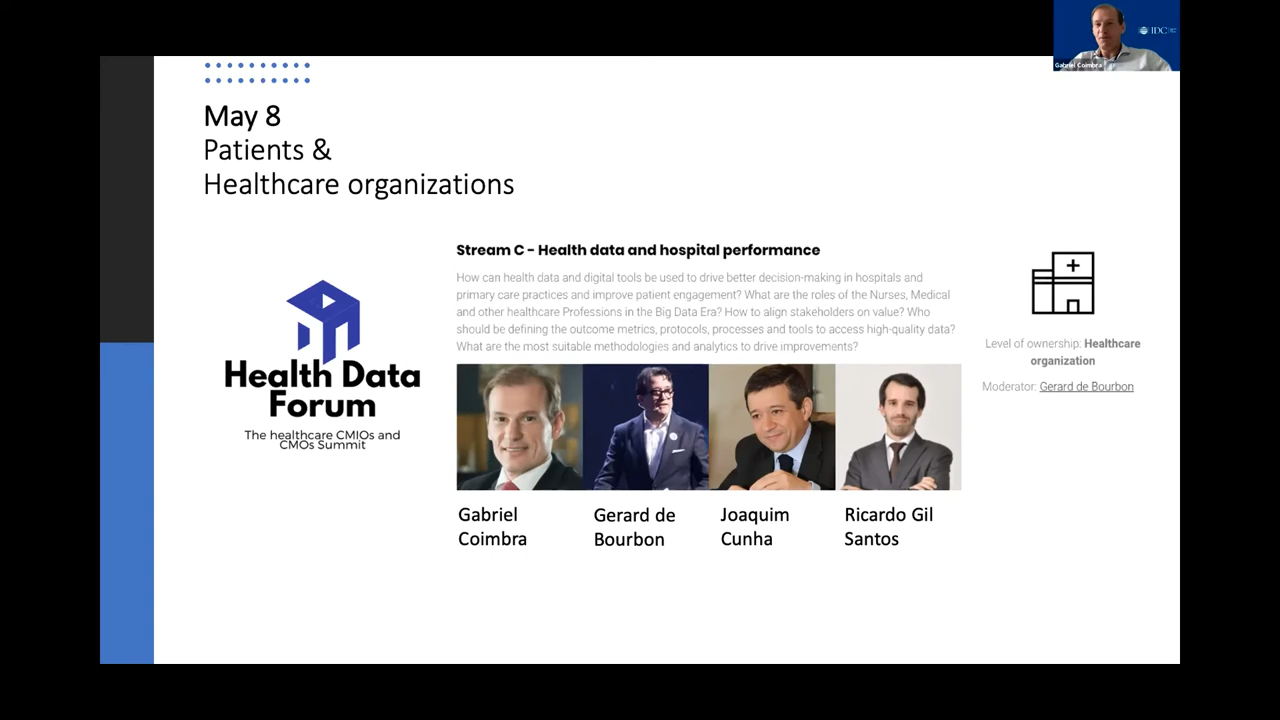 IDC
Gabriel Coimbra
May 8
Patients &
Healthcare organizations
Stream C - Health data and hospital performance
How can health data and digital tools be used to drive better decision-making in hospitals and
primary care practices and improve patient engagement? What are the roles of the Nurses, Medical
and other healthcare Professions in the Big Data Era? How to align stakeholders on value? Who
should be defining the outcome metrics, protocols, processes and tools to access high-quality data?
What are the most suitable methodologies and analytics to drive improvements?
Health Data
Forum
The healthcare CMIOs and
CMOs Summit
Level of ownership: Healthcare
organization
Moderator: Gerard de Bourbon
Gabriel
Coimbra
Gerard de
Bourbon
Joaquim
Cunha
Ricardo Gil
Santos